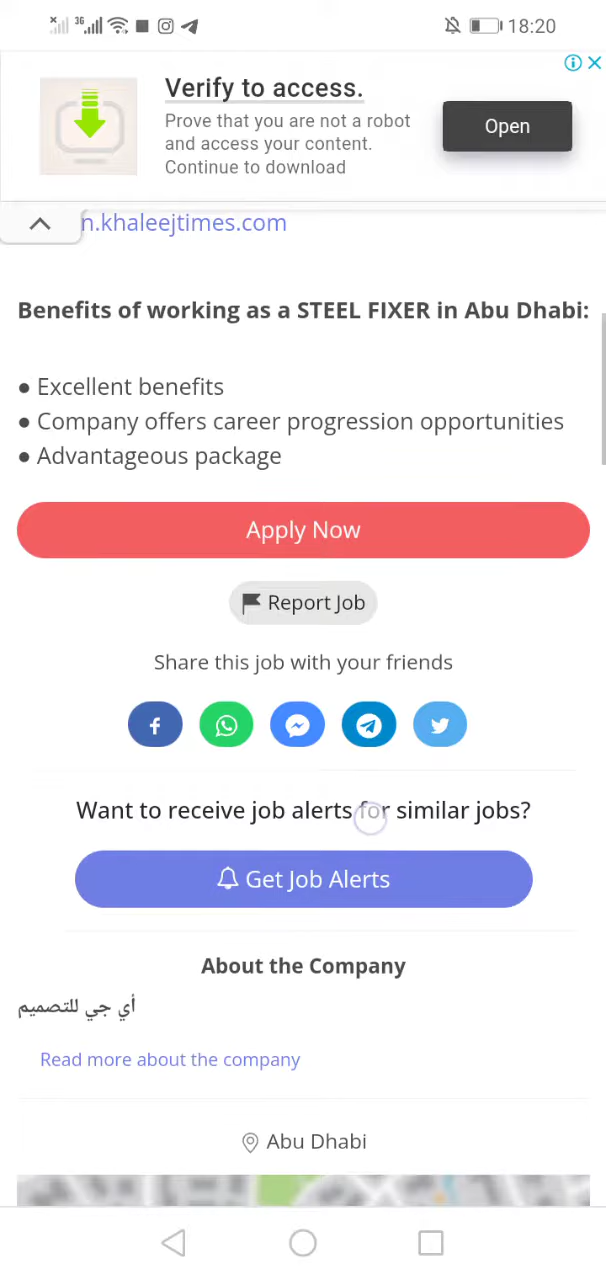 36
18:20
Verify to access.
Prove that you are not a robot
and access your content.
Continue to download
Open
n.khaleejtimes.com
Benefits of working as a STEEL FIXER in Abu Dhabi:
● Excellent benefits
● Company offers career progression opportunities
● Advantageous package
Apply Now
Report Job
Share this job with your friends
Want to receive job alerts for similar jobs?
Get Job Alerts
About the Company
أي جي للتصميم
Read more about the company
Abu Dhabi